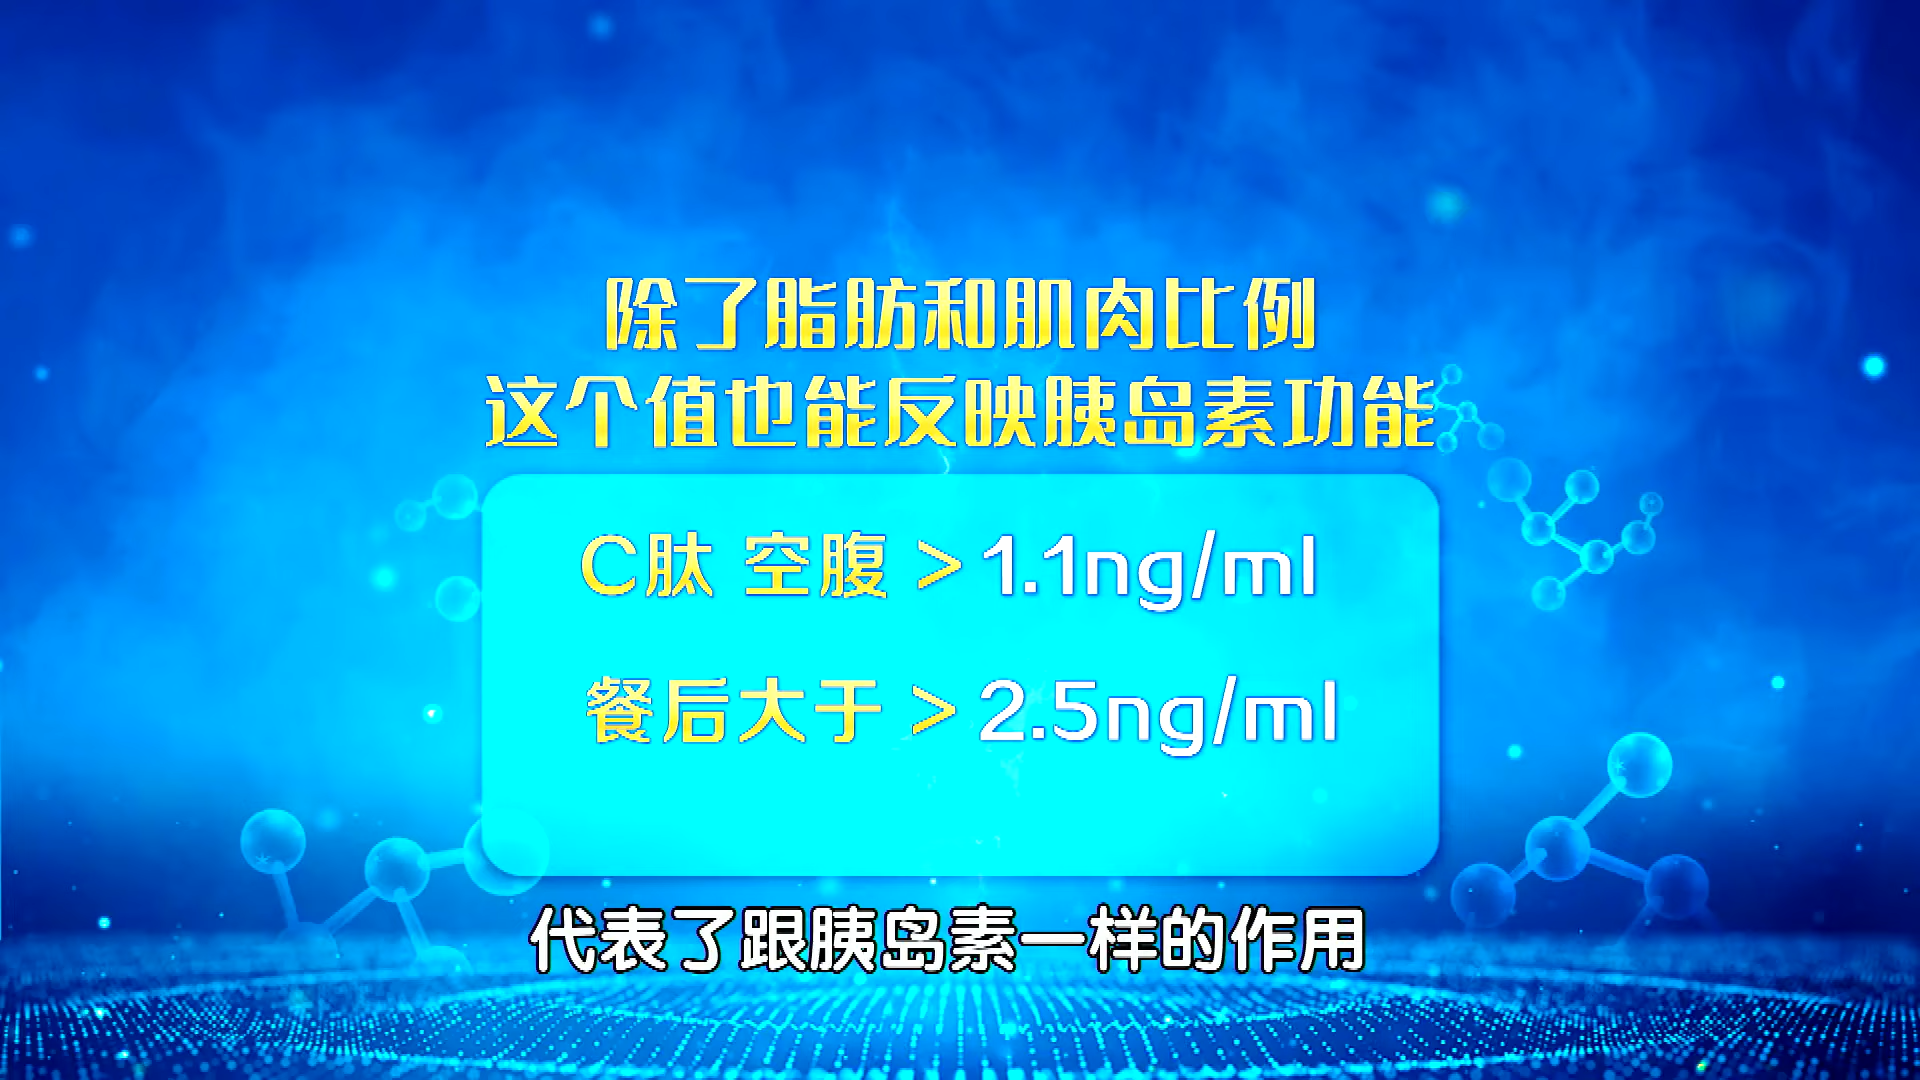 除了脂肪和肌肉比例
这个值也能反映胰岛素功能
C肽 空腹 > 1.1ng/ml
餐后大于 > 2.5ng/ml
代表了跟胰岛素一样的作用